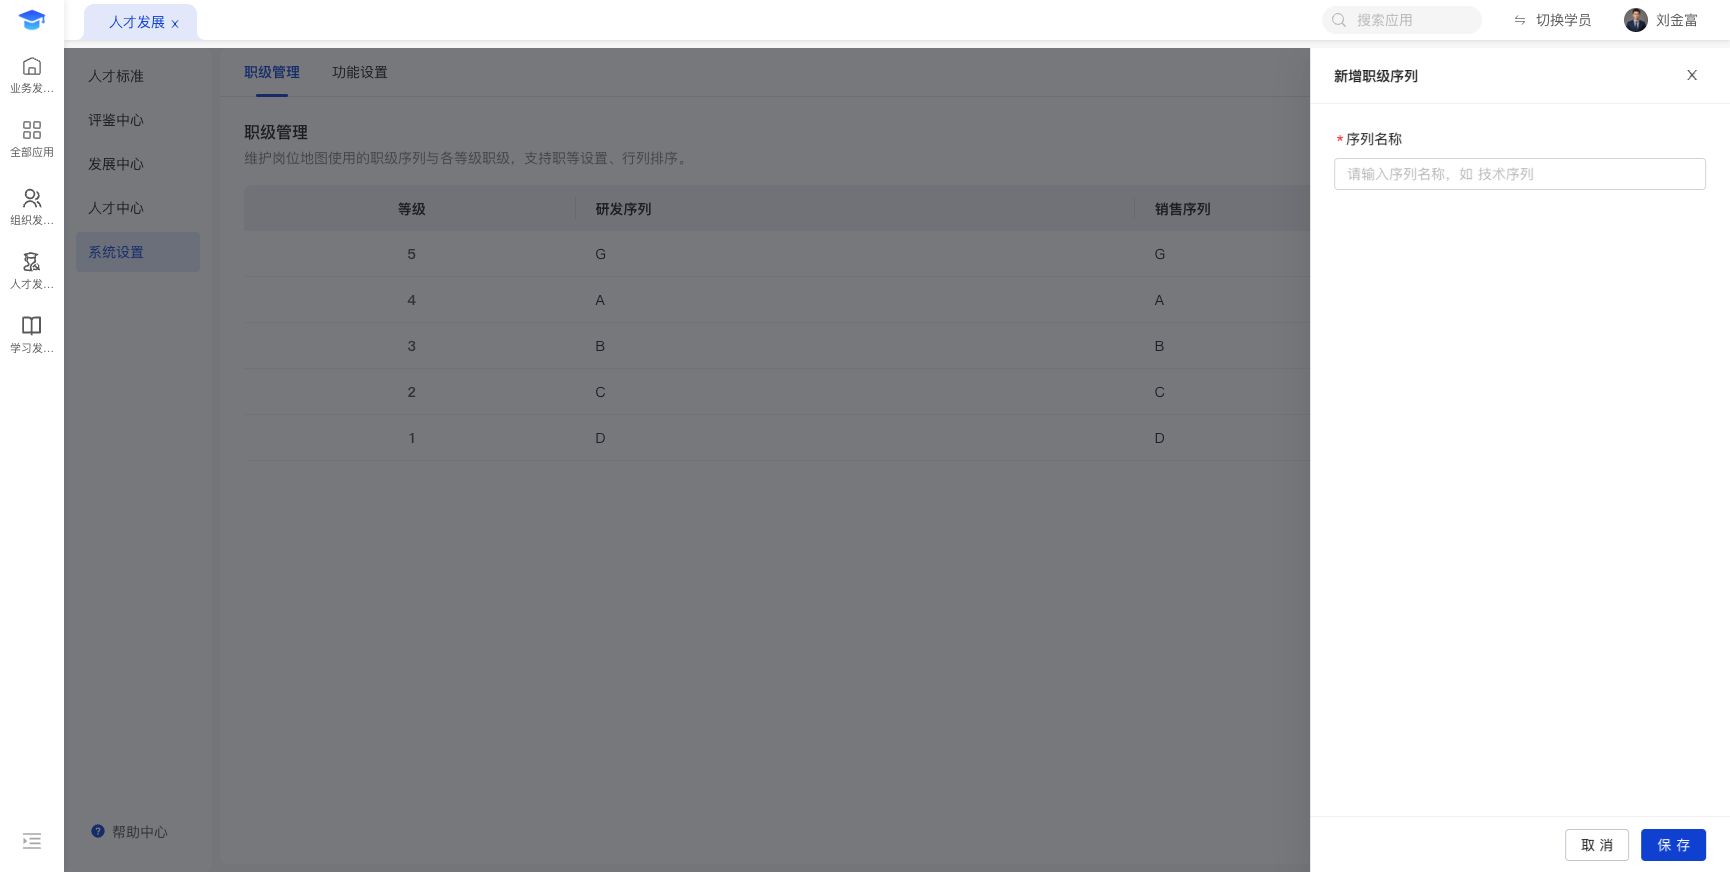 人才发展 x
搜索应用
切换学员
刘金富
业务发...
全部应用
组织发...
人才发...
学习发...
人才标准
评鉴中心
发展中心
人才中心
系统设置
帮助中心
职级管理 功能设置
职级管理
维护岗位地图使用的职级序列与各等级职级，支持职等设置、行列排序。
等级 研发序列 销售序列
5 G G
4 A A
3 B B
2 C C
1 D D
新增职级序列 X
* 序列名称
请输入序列名称，如 技术序列
取 消 保 存